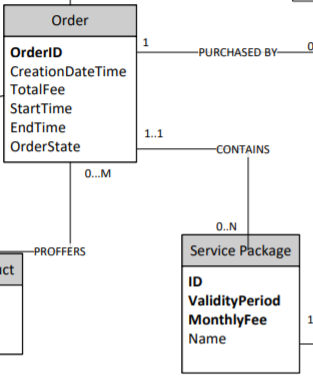 Order
OrderID
CreationDateTime
TotalFee
StartTime
EndTime
OrderState
1
PURCHASED BY
0
1..1
CONTAINS
0...M
0..N
PROFFERS
uct
Service Package
ID
ValidityPeriod
MonthlyFee
Name
1